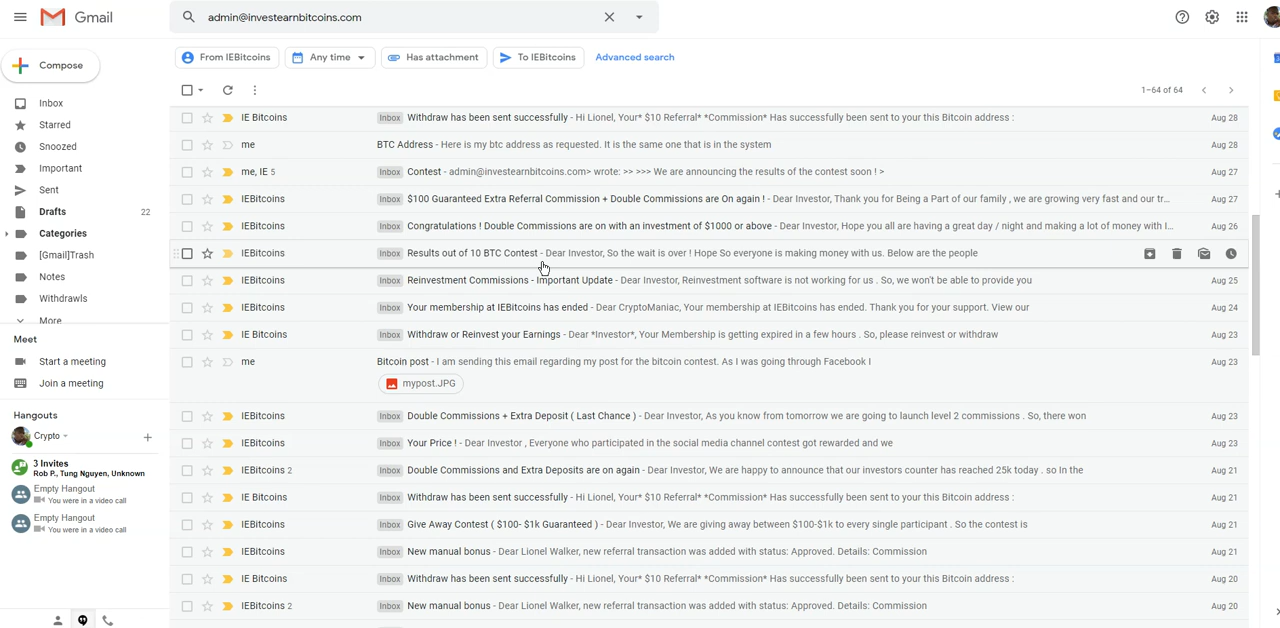 Gmail
admin@investearnbitcoins.com
Compose
From IEBitcoins
Any time
Has attachment
To IEBitcoins
Advanced search
1–64 of 64
Inbox
Starred
Snoozed
Important
Sent
Drafts 22
Categories
[Gmail]Trash
Notes
Withdrawls
More
Meet
Start a meeting
Join a meeting
Hangouts
Crypto
3 Invites
Rob P., Tung Nguyen, Unknown
Empty Hangout
You were in a video call
Empty Hangout
You were in a video call
IE Bitcoins Inbox Withdraw has been sent successfully - Hi Lionel, Your* $10 Referral* *Commission* Has successfully been sent to your this Bitcoin address : Aug 28
me BTC Address - Here is my btc address as requested. It is the same one that is in the system Aug 28
me, IE 5 Inbox Contest - admin@investearnbitcoins.com> wrote: >> >>> We are announcing the results of the contest soon ! > Aug 27
IEBitcoins Inbox $100 Guaranteed Extra Referral Commission + Double Commissions are On again ! - Dear Investor, Thank you for Being a Part of our family , we are growing very fast and our tr... Aug 27
IEBitcoins Inbox Congratulations ! Double Commissions are on with an investment of $1000 or above - Dear Investor, Hope you all are having a great day / night and making a lot of money with I... Aug 26
IEBitcoins Inbox Results out of 10 BTC Contest - Dear Investor, So the wait is over ! Hope So everyone is making money with us. Below are the people
IEBitcoins Inbox Reinvestment Commissions - Important Update - Dear Investor, Reinvestment software is not working for us . So, we won't be able to provide you Aug 25
IEBitcoins Inbox Your membership at IEBitcoins has ended - Dear CryptoManiac, Your membership at IEBitcoins has ended. Thank you for your support. View our Aug 24
IE Bitcoins Inbox Withdraw or Reinvest your Earnings - Dear *Investor*, Your Membership is getting expired in a few hours . So, please reinvest or withdraw Aug 23
me Bitcoin post - I am sending this email regarding my post for the bitcoin contest. As I was going through Facebook I Aug 23
mypost.JPG
IEBitcoins Inbox Double Commissions + Extra Deposit ( Last Chance ) - Dear Investor, As you know from tomorrow we are going to launch level 2 commissions . So, there won Aug 23
IEBitcoins Inbox Your Price ! - Dear Investor , Everyone who participated in the social media channel contest got rewarded and we Aug 23
IEBitcoins 2 Inbox Double Commissions and Extra Deposits are on again - Dear Investor, We are happy to announce that our investors counter has reached 25k today . so In the Aug 21
IE Bitcoins Inbox Withdraw has been sent successfully - Hi Lionel, Your* $10 Referral* *Commission* Has successfully been sent to your this Bitcoin address : Aug 21
IEBitcoins Inbox Give Away Contest ( $100- $1k Guaranteed ) - Dear Investor, We are giving away between $100-$1k to every single participant . So the contest is Aug 21
IEBitcoins Inbox New manual bonus - Dear Lionel Walker, new referral transaction was added with status: Approved. Details: Commission Aug 21
IE Bitcoins Inbox Withdraw has been sent successfully - Hi Lionel, Your* $10 Referral* *Commission* Has successfully been sent to your this Bitcoin address : Aug 20
IEBitcoins 2 Inbox New manual bonus - Dear Lionel Walker, new referral transaction was added with status: Approved. Details: Commission Aug 20